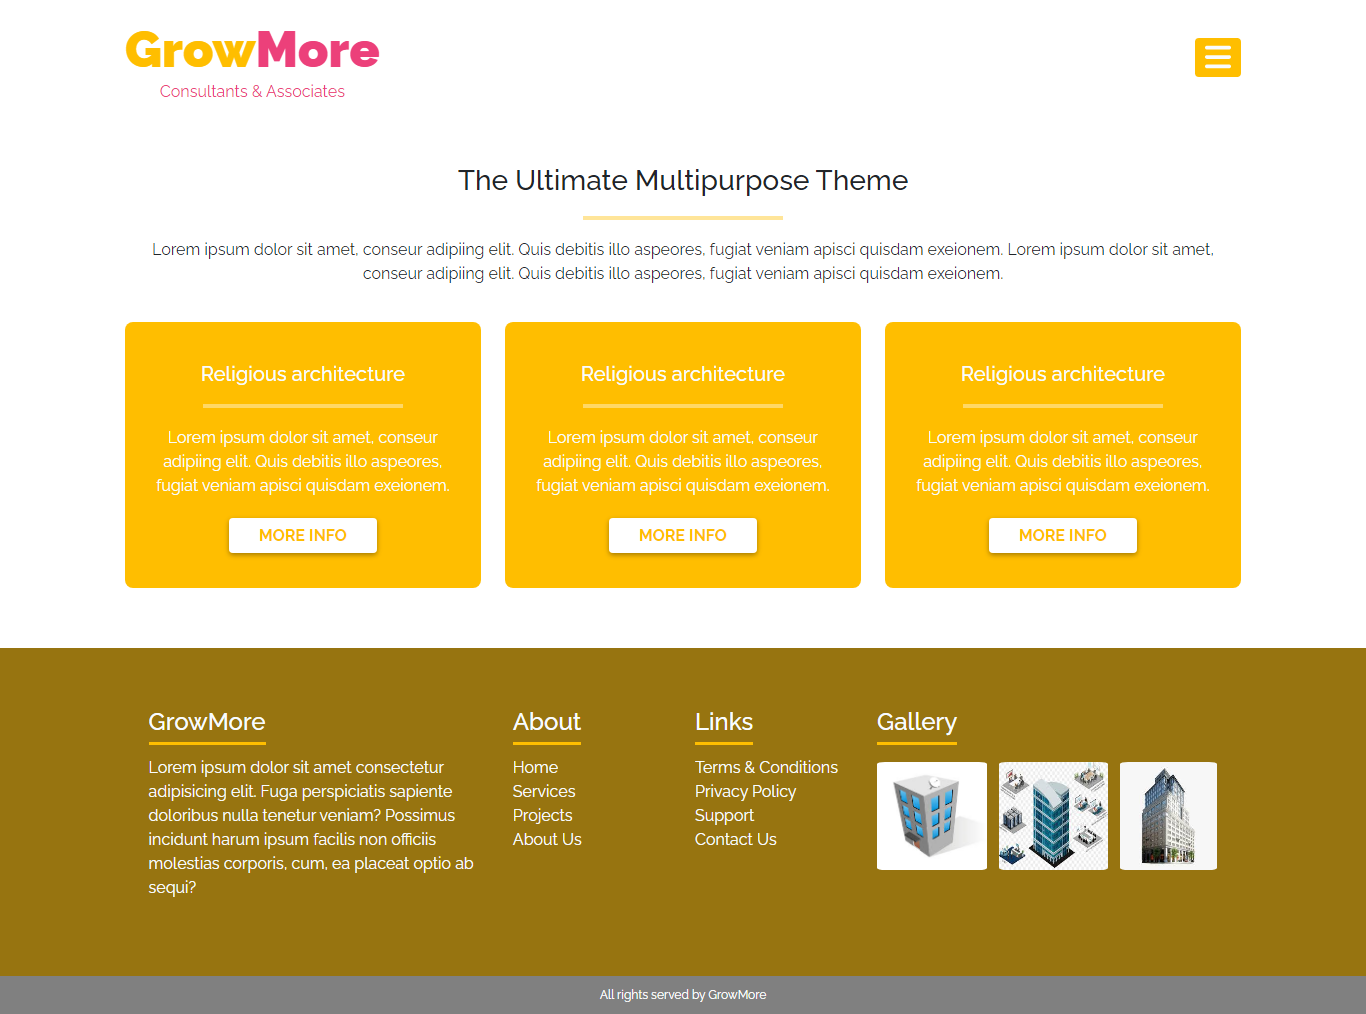 GrowMore
Consultants & Associates
The Ultimate Multipurpose Theme
Lorem ipsum dolor sit amet, conseur adipiing elit. Quis debitis illo aspeores, fugiat veniam apisci quisdam exeionem. Lorem ipsum dolor sit amet,
conseur adipiing elit. Quis debitis illo aspeores, fugiat veniam apisci quisdam exeionem.
Religious architecture
Lorem ipsum dolor sit amet, conseur
adipiing elit. Quis debitis illo aspeores,
fugiat veniam apisci quisdam exeionem.
MORE INFO
Religious architecture
Lorem ipsum dolor sit amet, conseur
adipiing elit. Quis debitis illo aspeores,
fugiat veniam apisci quisdam exeionem.
MORE INFO
Religious architecture
Lorem ipsum dolor sit amet, conseur
adipiing elit. Quis debitis illo aspeores,
fugiat veniam apisci quisdam exeionem.
MORE INFO
GrowMore
Lorem ipsum dolor sit amet consectetur
adipisicing elit. Fuga perspiciatis sapiente
doloribus nulla tenetur veniam? Possimus
incidunt harum ipsum facilis non officiis
molestias corporis, cum, ea placeat optio ab
sequi?
About
Home
Services
Projects
About Us
Links
Terms & Conditions
Privacy Policy
Support
Contact Us
Gallery
All rights served by GrowMore